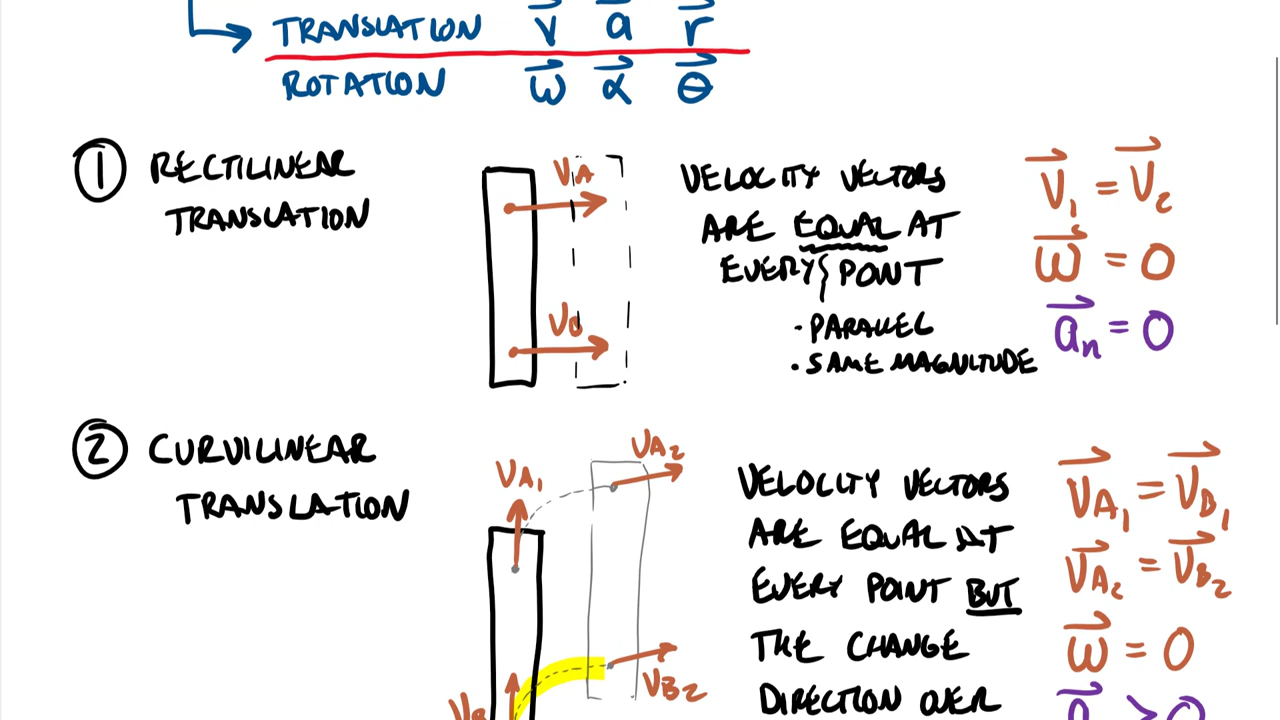 TRANSLATION v a r
ROTATION ω α θ
① RECTILINEAR
TRANSLATION
VA
VB
VELOCITY VECTORS
ARE EQUAL AT
EVERY POINT
• PARALLEL
• SAME MAGNITUDE
V₁ = V₂
ω = 0
aₙ = 0
② CURVILINEAR
TRANSLATION
VA₁
VA₂
VB₂
VELOCITY VECTORS
ARE EQUAL AT
EVERY POINT BUT
THE CHANGE
DIRECTION OVER
VA₁ = VB₁
VA₂ = VB₂
ω = 0
> 0